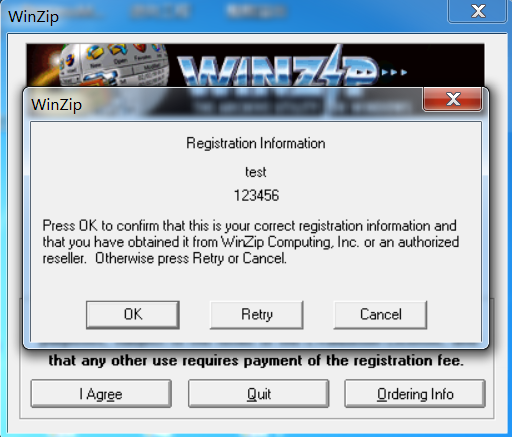 WinZip
WINZIP
WinZip
Registration Information
test
123456
Press OK to confirm that this is your correct registration information and
that you have obtained it from WinZip Computing, Inc. or an authorized
reseller. Otherwise press Retry or Cancel.
OK Retry Cancel
that any other use requires payment of the registration fee.
I Agree Quit Ordering Info